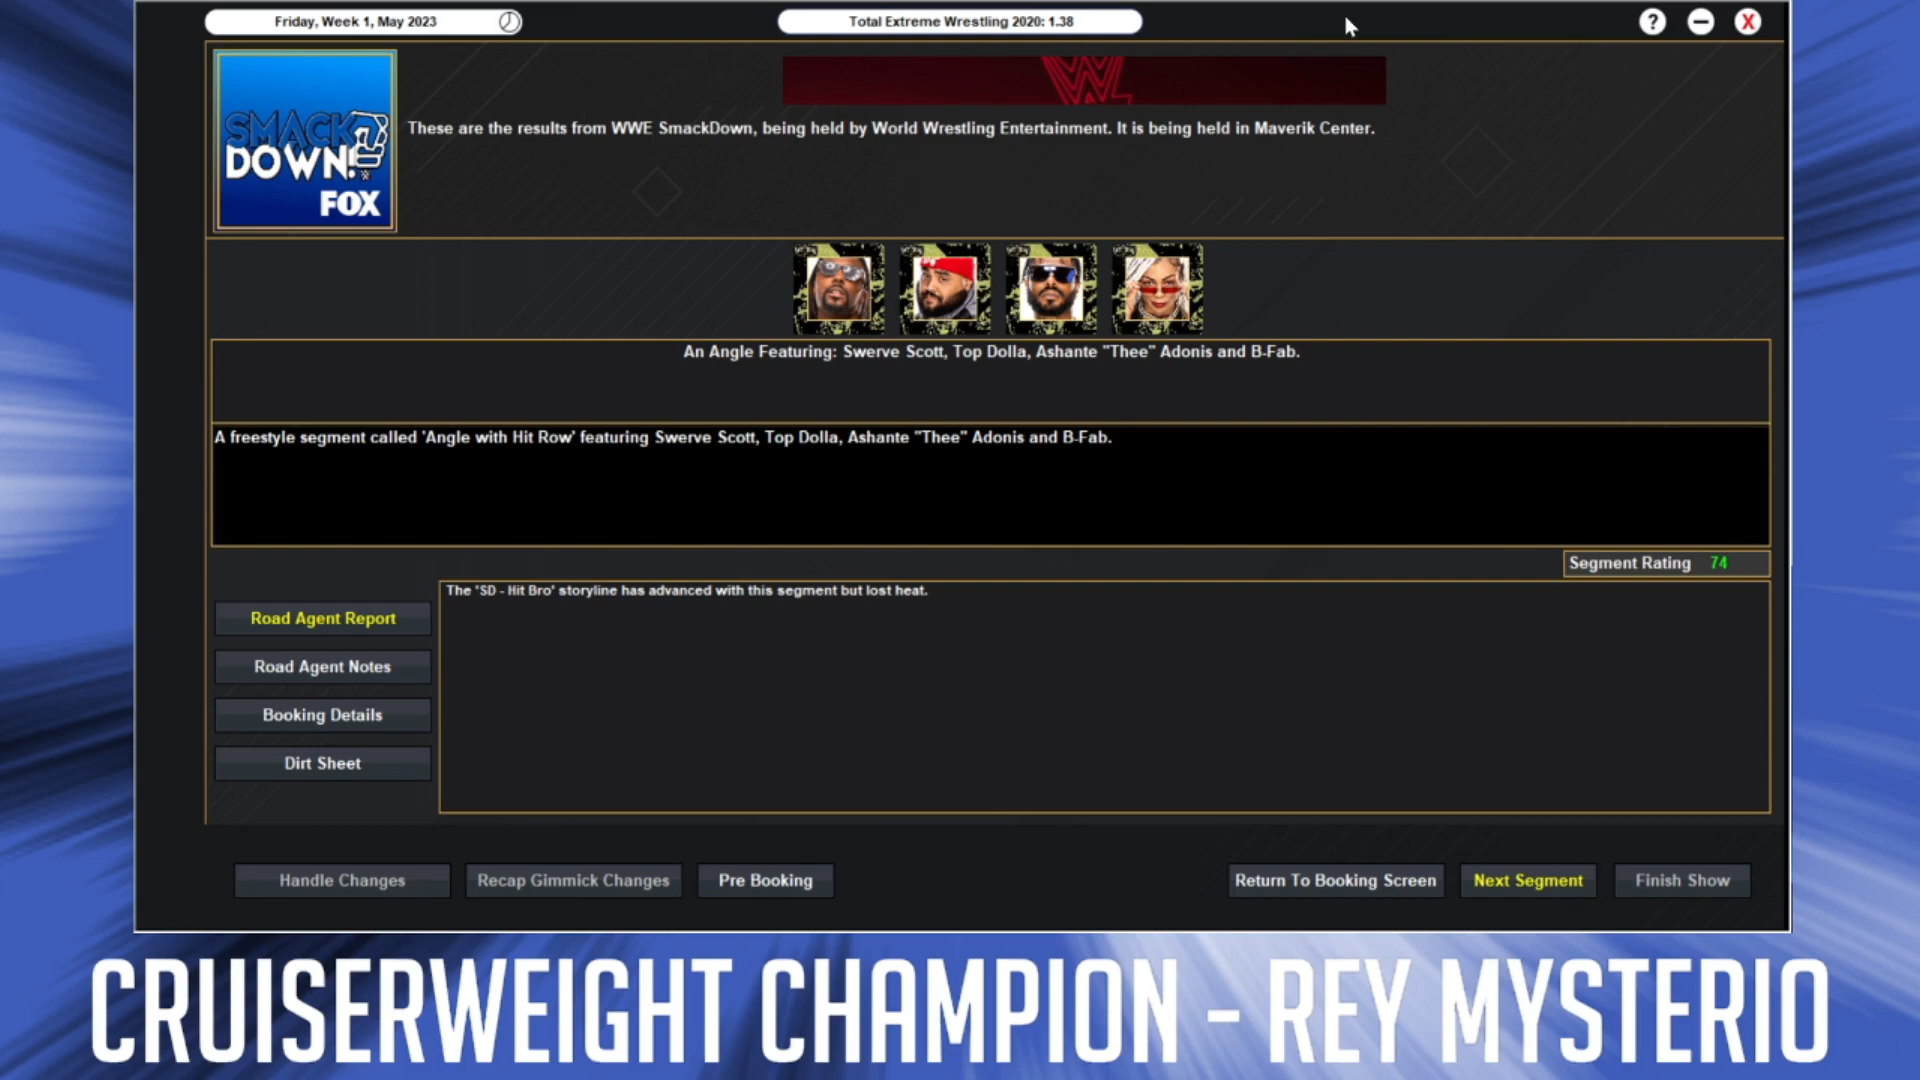 Friday, Week 1, May 2023
Total Extreme Wrestling 2020: 1.38
?
X
SMACK
DOWN!
FOX
These are the results from WWE SmackDown, being held by World Wrestling Entertainment. It is being held in Maverik Center.
An Angle Featuring: Swerve Scott, Top Dolla, Ashante "Thee" Adonis and B-Fab.
A freestyle segment called 'Angle with Hit Row' featuring Swerve Scott, Top Dolla, Ashante "Thee" Adonis and B-Fab.
Segment Rating 74
The 'SD - Hit Bro' storyline has advanced with this segment but lost heat.
Road Agent Report
Road Agent Notes
Booking Details
Dirt Sheet
Handle Changes
Recap Gimmick Changes
Pre Booking
Return To Booking Screen
Next Segment
Finish Show
CRUISERWEIGHT CHAMPION - REY MYSTERIO